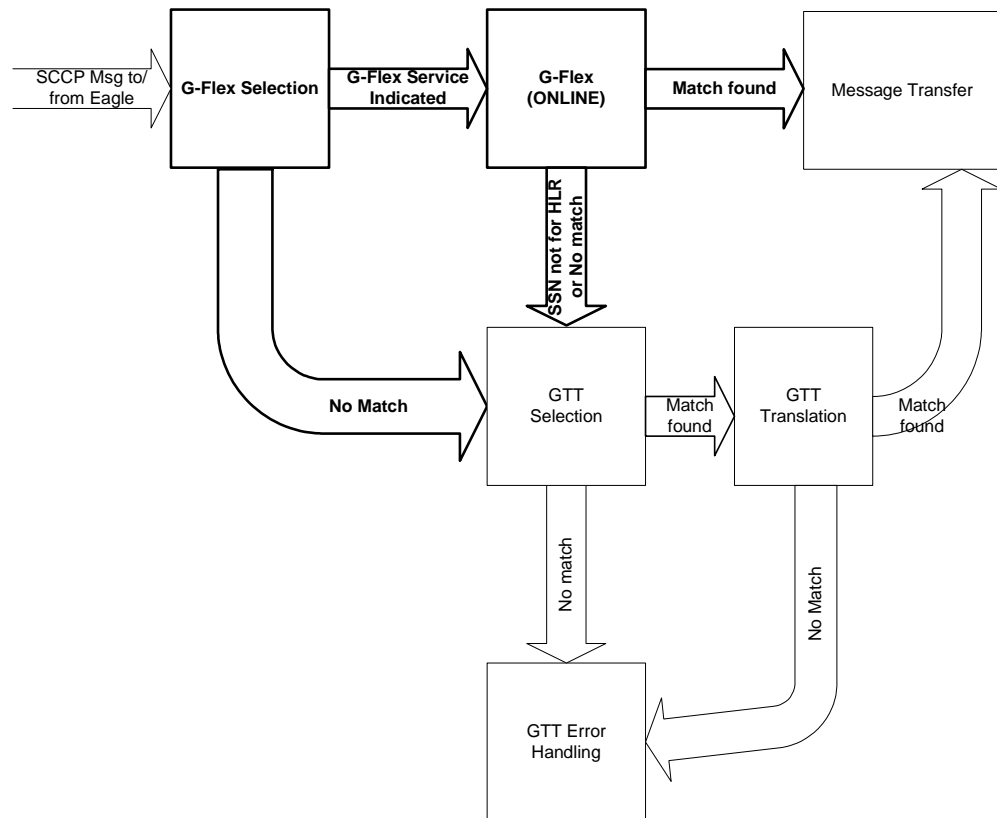 SCCP Msg to/
from Eagle
G-Flex Selection
G-Flex Service
Indicated
G-Flex
(ONLINE)
Match found
Message Transfer
SSN not for HLR
or No match
No Match
GTT
Selection
Match
found
GTT
Translation
Match
found
No match
No Match
GTT Error
Handling